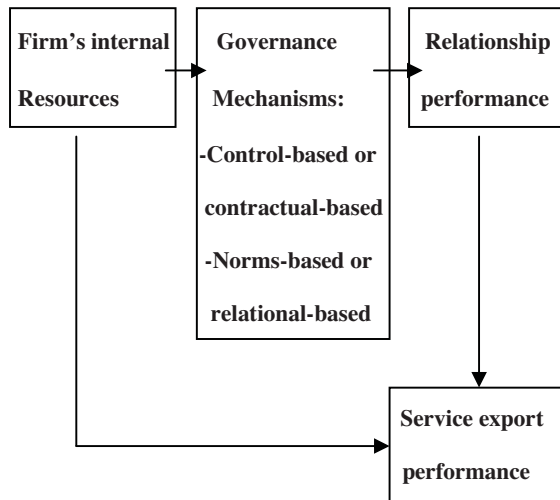 Firm's internal
Resources
Governance
Mechanisms:
-Control-based or
contractual-based
-Norms-based or
relational-based
Relationship
performance
Service export
performance